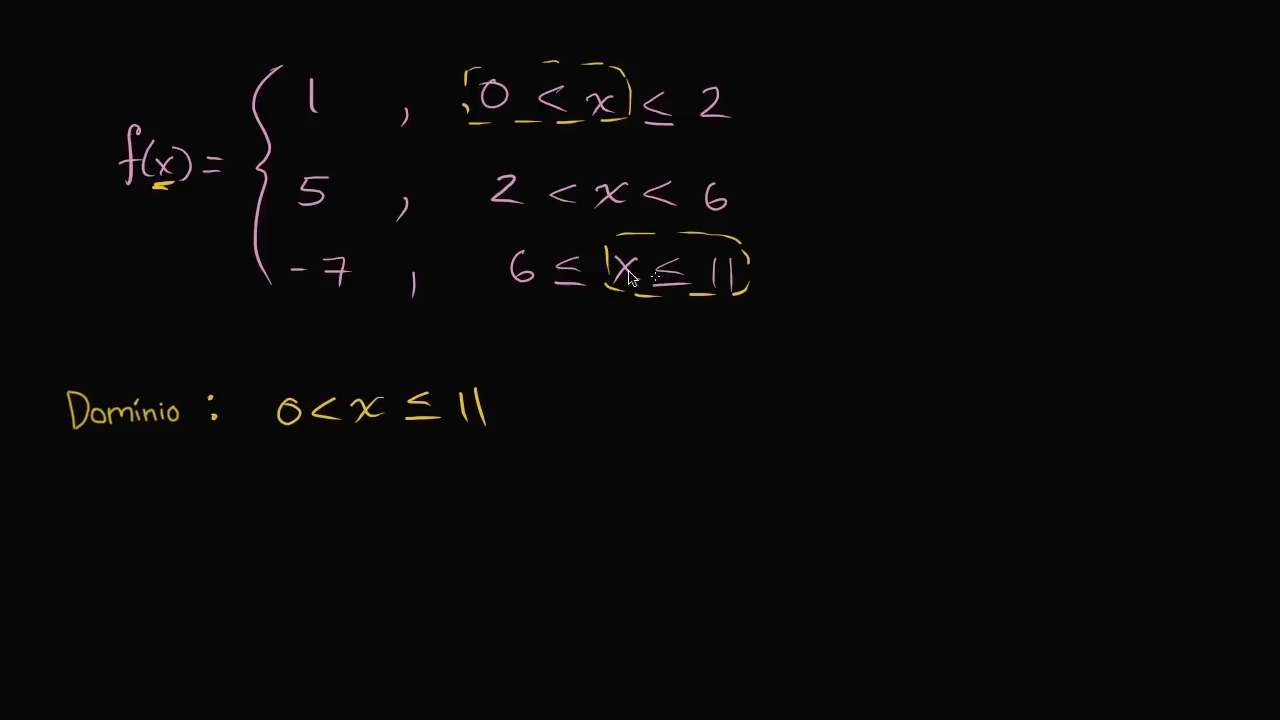 1 , 0 < x ≤ 2
f(x) = { 5 , 2 < x < 6
-7 , 6 ≤ x ≤ 11
Domínio : 0 < x ≤ 11